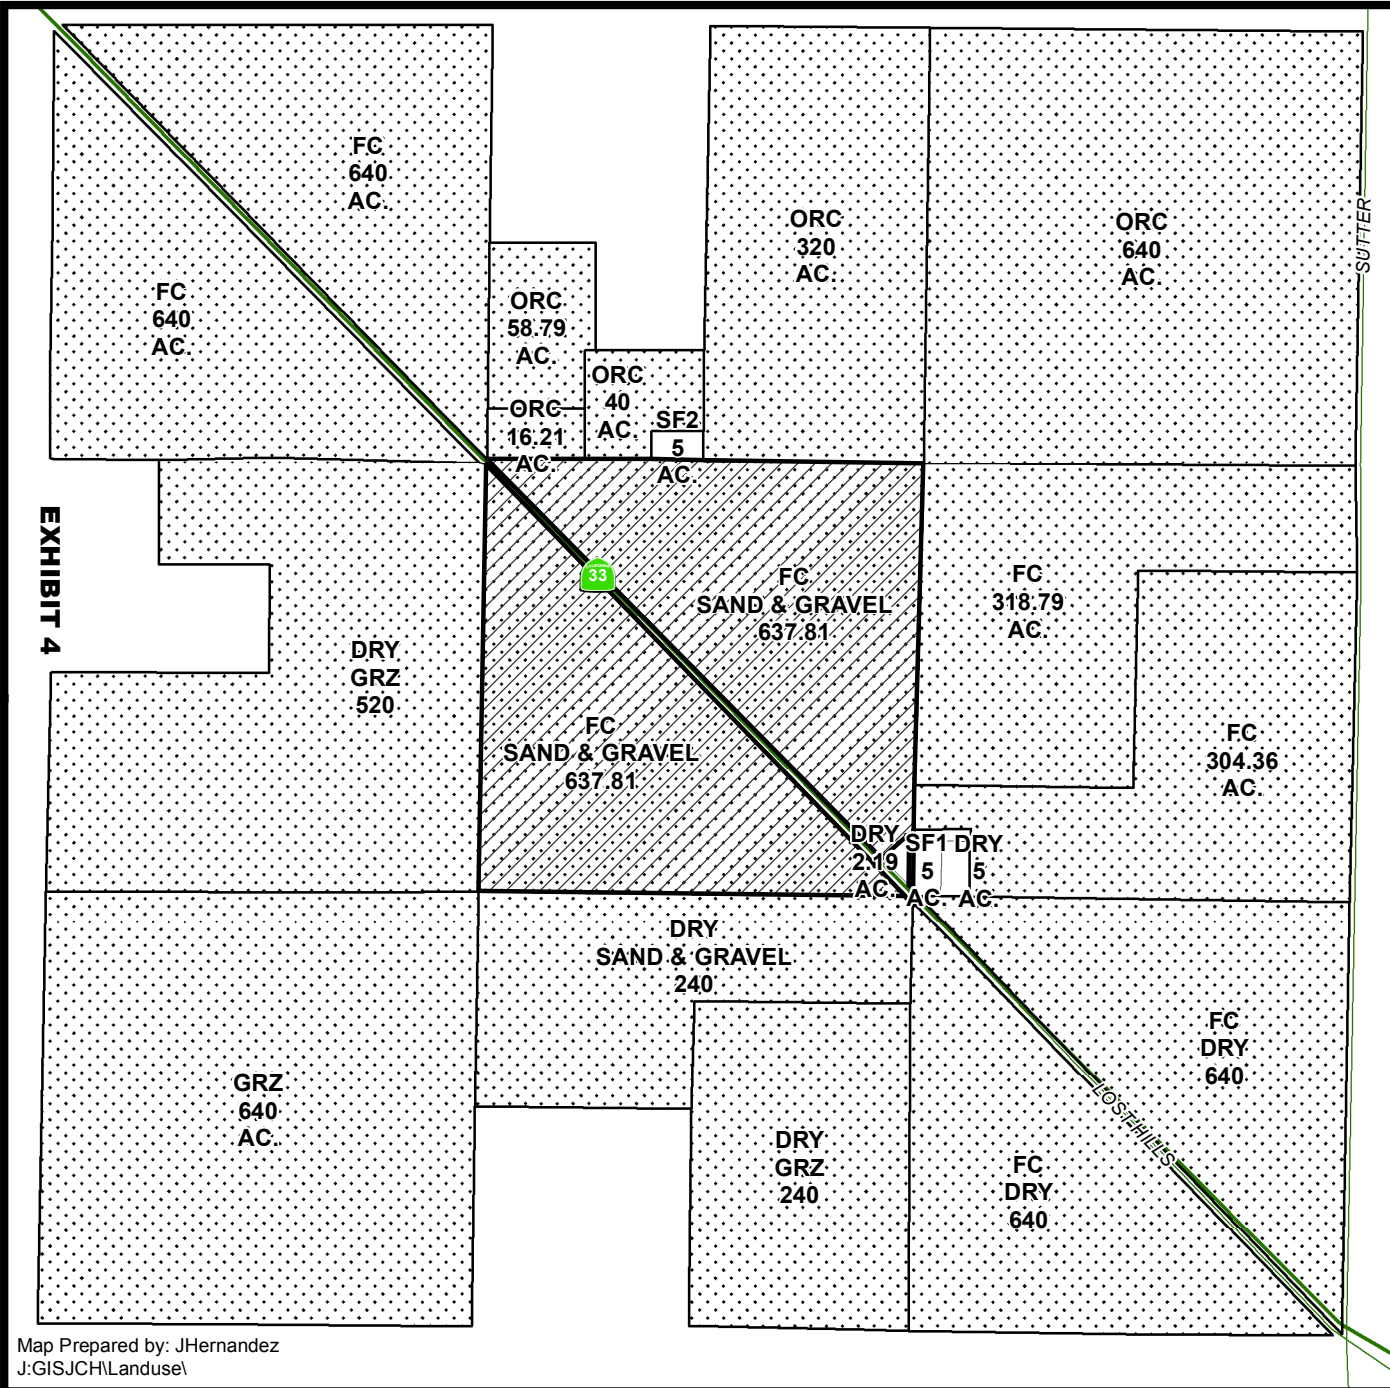 FC
640
AC.
FC
640
AC.
ORC
58.79
AC.
ORC
16.21
AC.
ORC
40
AC.
SF2
5
AC.
ORC
320
AC.
ORC
640
AC.
SUTTER
EXHIBIT 4
DRY
GRZ
520
33
FC
SAND & GRAVEL
637.81
FC
SAND & GRAVEL
637.81
FC
318.79
AC.
FC
304.36
AC.
DRY
2.19
AC.
SF1
5
AC.
DRY
5
AC
DRY
SAND & GRAVEL
240
GRZ
640
AC.
DRY
GRZ
240
FC
DRY
640
FC
DRY
640
LOST HILLS
Map Prepared by: JHernandez
J:GISJCH\Landuse\